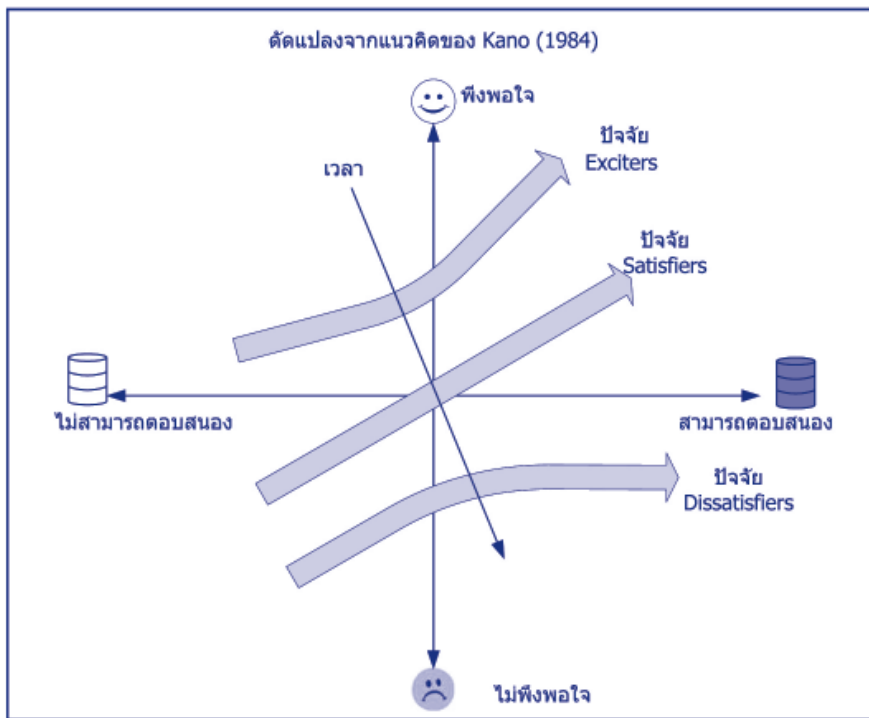 ดัดแปลงจากแนวคิดของ Kano (1984)
พึงพอใจ
ปัจจัย
Exciters
เวลา
ปัจจัย
Satisfiers
ไม่สามารถตอบสนอง
สามารถตอบสนอง
ปัจจัย
Dissatisfiers
ไม่พึงพอใจ